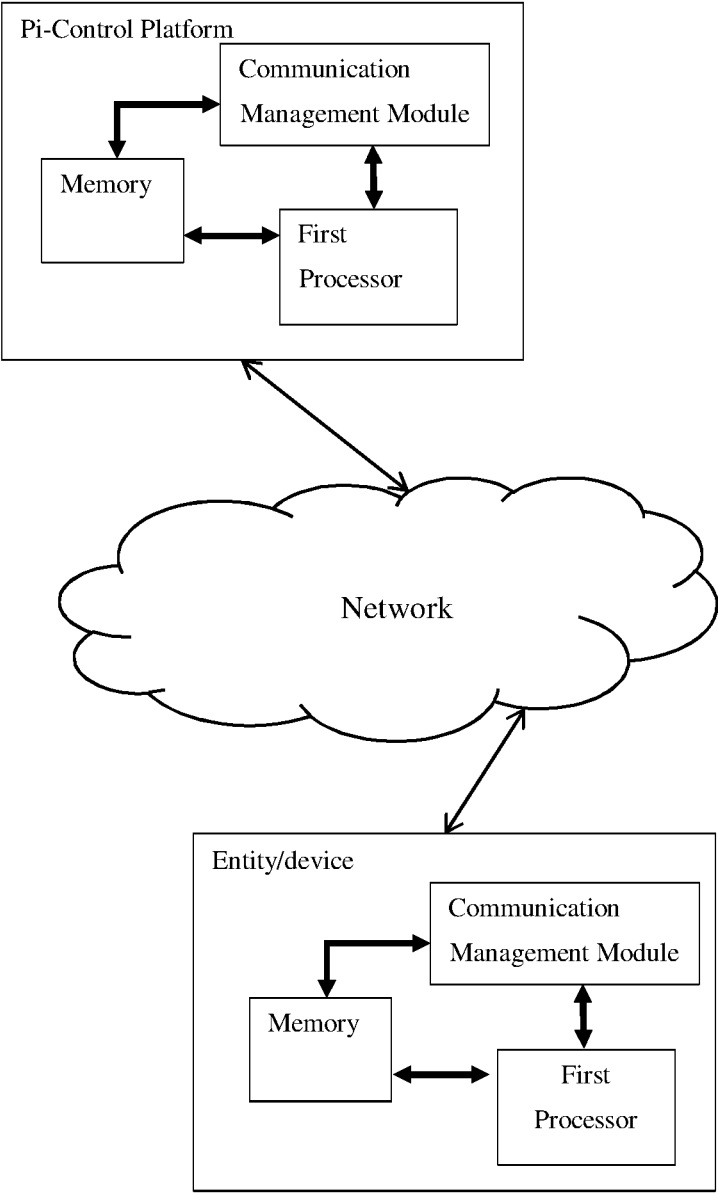 Pi-Control Platform
Communication
Management Module
Memory
First
Processor
Network
Entity/device
Communication
Management Module
Memory
First
Processor